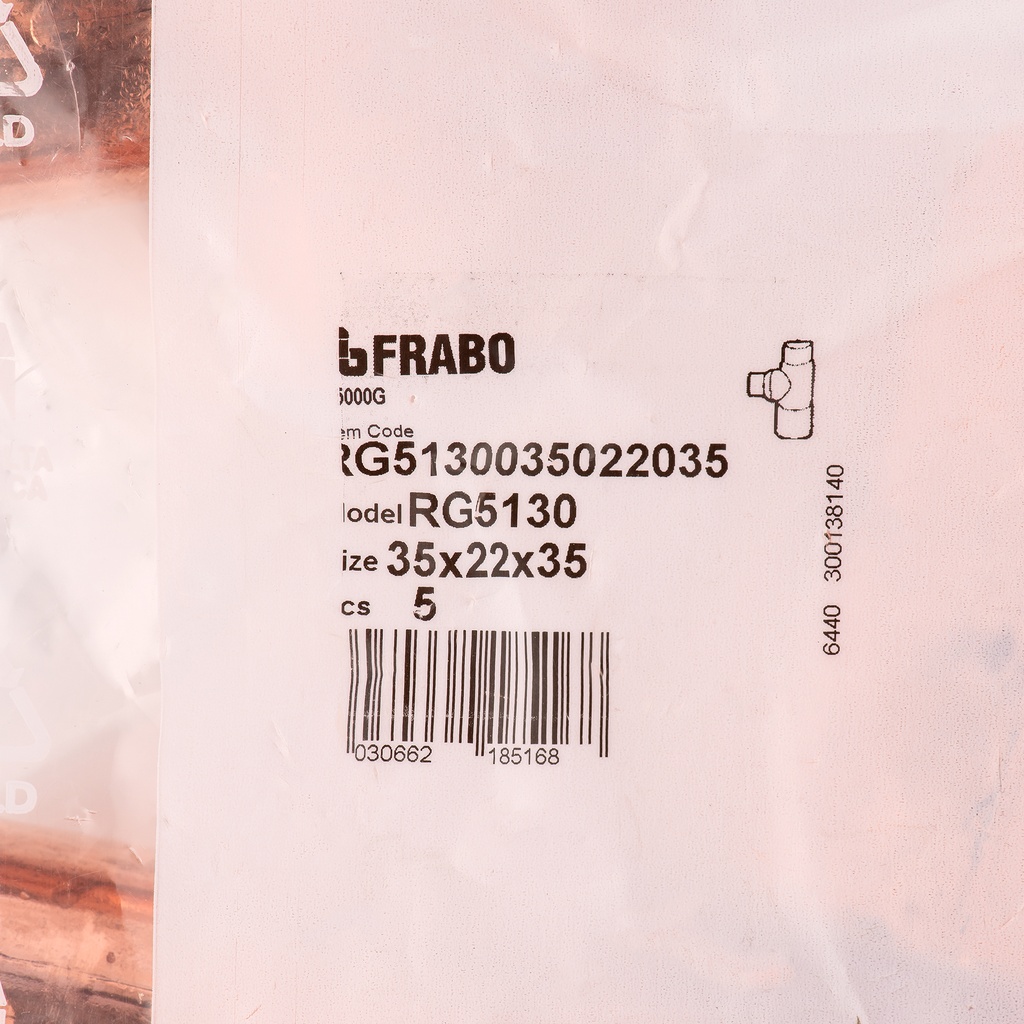 FRABO
5000G
em Code
RG5130035022035
odel RG5130
ize 35x22x35
cs 5
030662 185168
6440 300138140